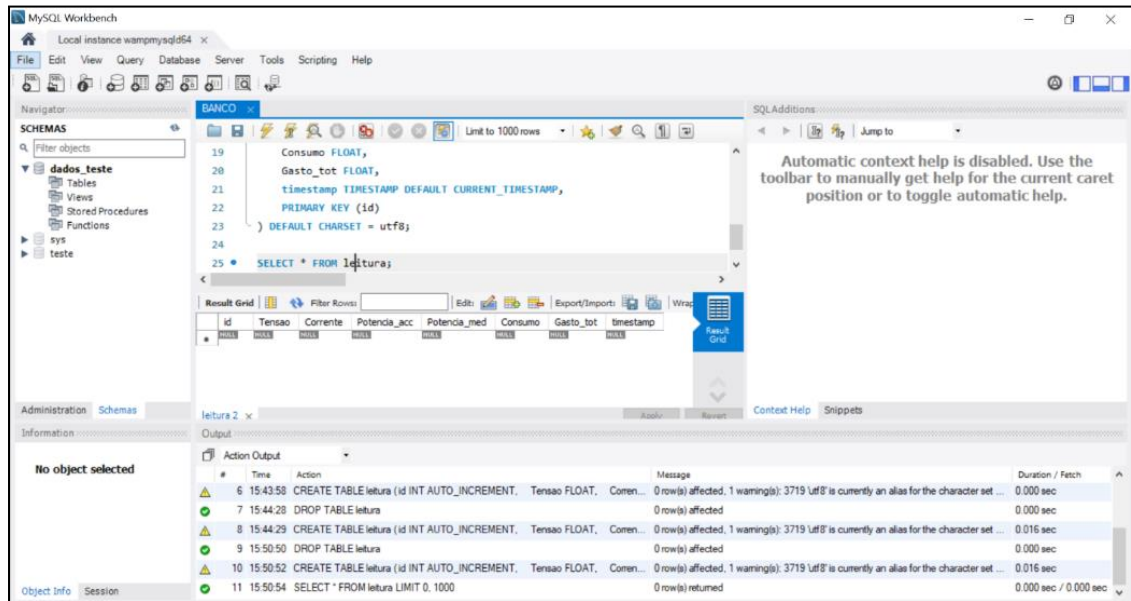 MySQL Workbench
Local instance wampmysqld64 ×
File Edit View Query Database Server Tools Scripting Help
Navigator
SCHEMAS
Filter objects
dados_teste
Tables
Views
Stored Procedures
Functions
sys
teste
Administration Schemas
Information
No object selected
Object Info Session
BANCO ×
Limit to 1000 rows
19 Consumo FLOAT,
20 Gasto_tot FLOAT,
21 timestamp TIMESTAMP DEFAULT CURRENT_TIMESTAMP,
22 PRIMARY KEY (id)
23 ) DEFAULT CHARSET = utf8;
24
25 SELECT * FROM leitura;
Result Grid Filter Rows: Edit: Export/Import: Wrap
id Tensao Corrente Potencia_acc Potencia_med Consumo Gasto_tot timestamp
NULL NULL NULL NULL NULL NULL NULL NULL
Result
Grid
leitura 2 × Apply Revert
SQLAdditions
Jump to
Automatic context help is disabled. Use the
toolbar to manually get help for the current caret
position or to toggle automatic help.
Context Help Snippets
Output
Action Output
# Time Action Message Duration / Fetch
6 15:43:58 CREATE TABLE leitura ( id INT AUTO_INCREMENT, Tensao FLOAT, Corren... 0 row(s) affected, 1 warning(s): 3719 'utf8' is currently an alias for the character set ... 0.000 sec
7 15:44:28 DROP TABLE leitura 0 row(s) affected 0.000 sec
8 15:44:29 CREATE TABLE leitura ( id INT AUTO_INCREMENT, Tensao FLOAT, Corren... 0 row(s) affected, 1 warning(s): 3719 'utf8' is currently an alias for the character set ... 0.016 sec
9 15:50:50 DROP TABLE leitura 0 row(s) affected 0.000 sec
10 15:50:52 CREATE TABLE leitura ( id INT AUTO_INCREMENT, Tensao FLOAT, Corren... 0 row(s) affected, 1 warning(s): 3719 'utf8' is currently an alias for the character set ... 0.016 sec
11 15:50:54 SELECT * FROM leitura LIMIT 0, 1000 0 row(s) returned 0.000 sec / 0.000 sec